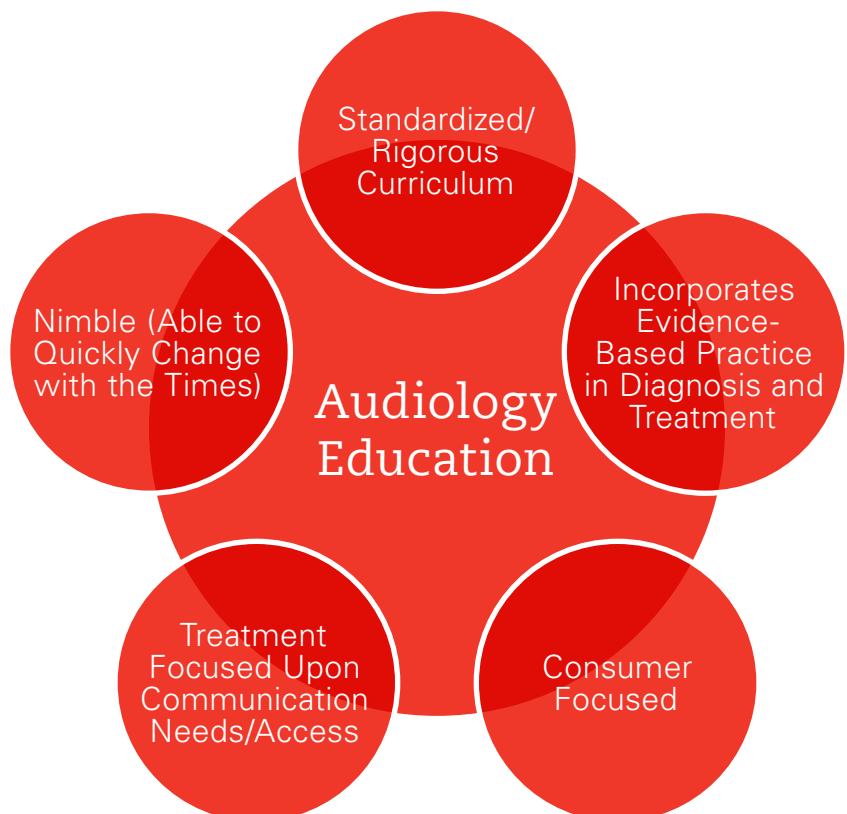 Standardized/
Rigorous
Curriculum
Incorporates
Evidence-
Based Practice
in Diagnosis and
Treatment
Nimble (Able to
Quickly Change
with the Times)
Audiology
Education
Treatment
Focused Upon
Communication
Needs/Access
Consumer
Focused